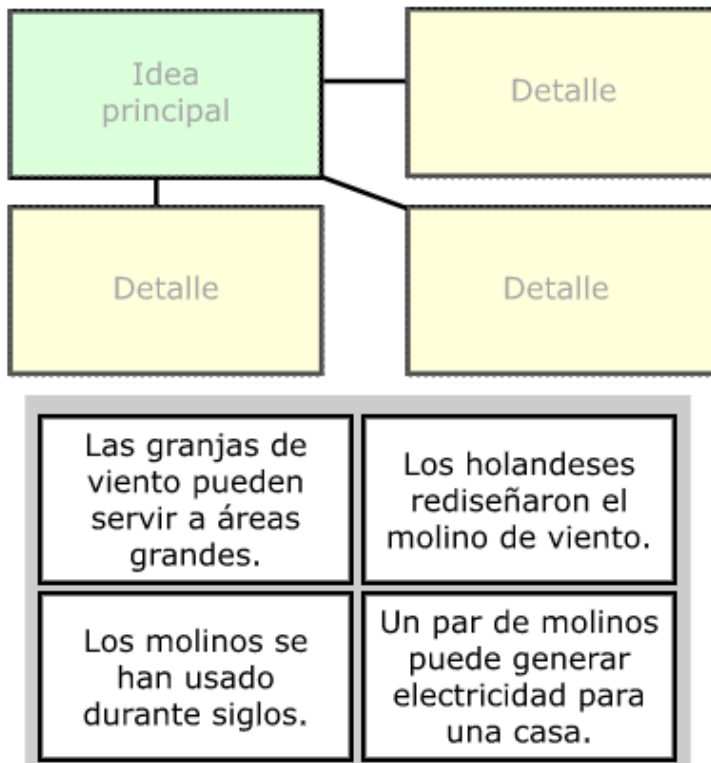 Idea
principal
Detalle
Detalle
Detalle
Las granjas de
viento pueden
servir a áreas
grandes.
Los holandeses
rediseñaron el
molino de viento.
Los molinos se
han usado
durante siglos.
Un par de molinos
puede generar
electricidad para
una casa.